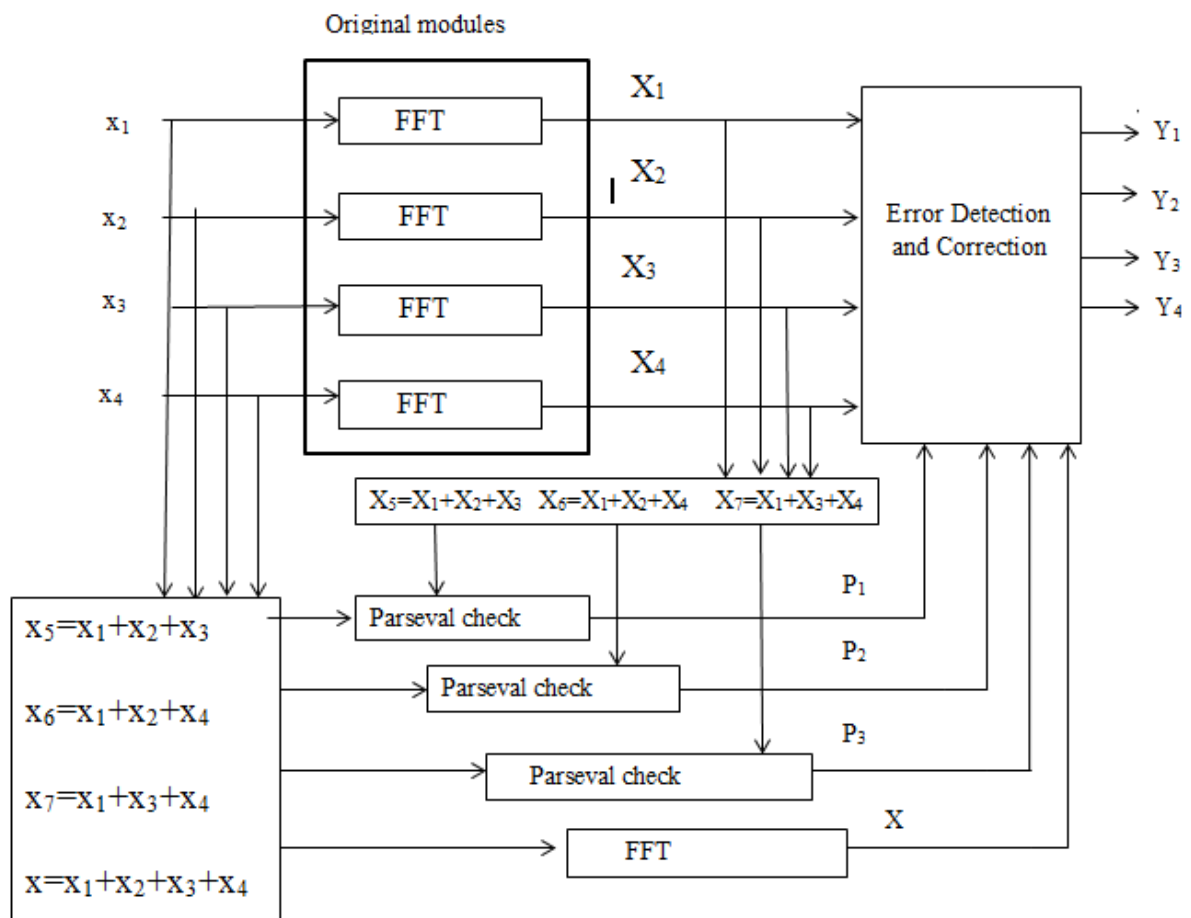 Original modules
x₁
FFT
X₁
x₂
FFT
X₂
x₃
FFT
X₃
x₄
FFT
X₄
Error Detection
and Correction
Y₁
Y₂
Y₃
Y₄
X₅=X₁+X₂+X₃ X₆=X₁+X₂+X₄ X₇=X₁+X₃+X₄
x₅=x₁+x₂+x₃
Parseval check
P₁
x₆=x₁+x₂+x₄
Parseval check
P₂
x₇=x₁+x₃+x₄
Parseval check
P₃
x=x₁+x₂+x₃+x₄
FFT
X